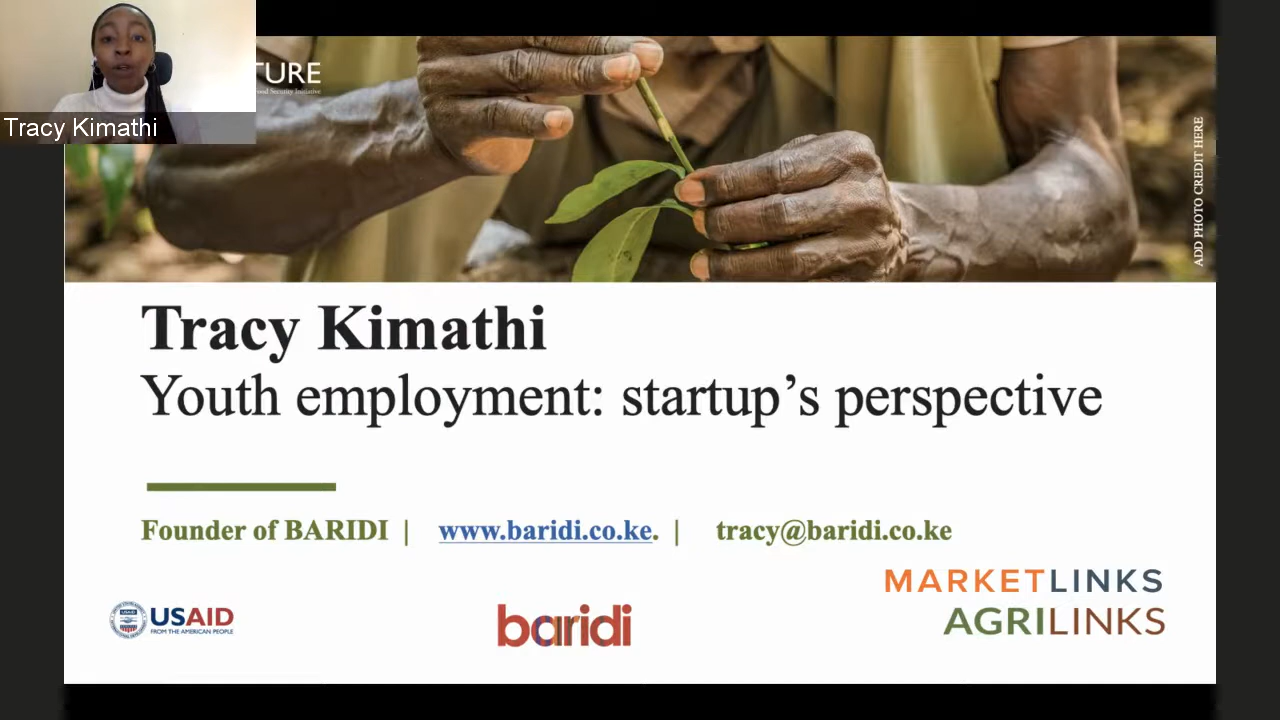 TURE
Tracy Kimathi
ADD PHOTO CREDIT HERE
Tracy Kimathi
Youth employment: startup’s perspective
Founder of BARIDI | www.baridi.co.ke. | tracy@baridi.co.ke
MARKETLINKS
AGRILINKS
USAID
FROM THE AMERICAN PEOPLE
baridi